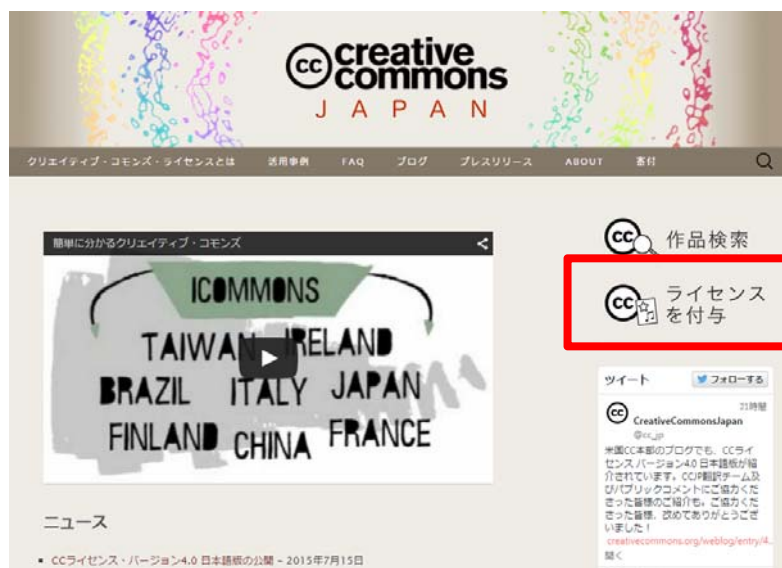 cc creative commons
JAPAN
クリエイティブ・コモンズ・ライセンスとは 活用事例 FAQ ブログ プレスリリース ABOUT 寄付
簡単に分かるクリエイティブ・コモンズ
ICOMMONS
TAIWAN IRELAND
BRAZIL ITALY JAPAN
FINLAND CHINA FRANCE
cc 作品検索
cc ライセンス
を付与
ツイート フォローする
cc 21時間
CreativeCommonsJapan
@cc_jp
米国CC本部のブログでも、CCライ
センス バージョン4.0 日本語版が紹
介されています。CCJP翻訳チーム及
びパブリックコメントにご協力くだ
さった皆様のご紹介も。ご協力くだ
さった皆様、改めてありがとうござ
いました！
creativecommons.org/weblog/entry/4...
開く
ニュース
▪ CCライセンス・バージョン4.0 日本語版の公開 – 2015年7月15日